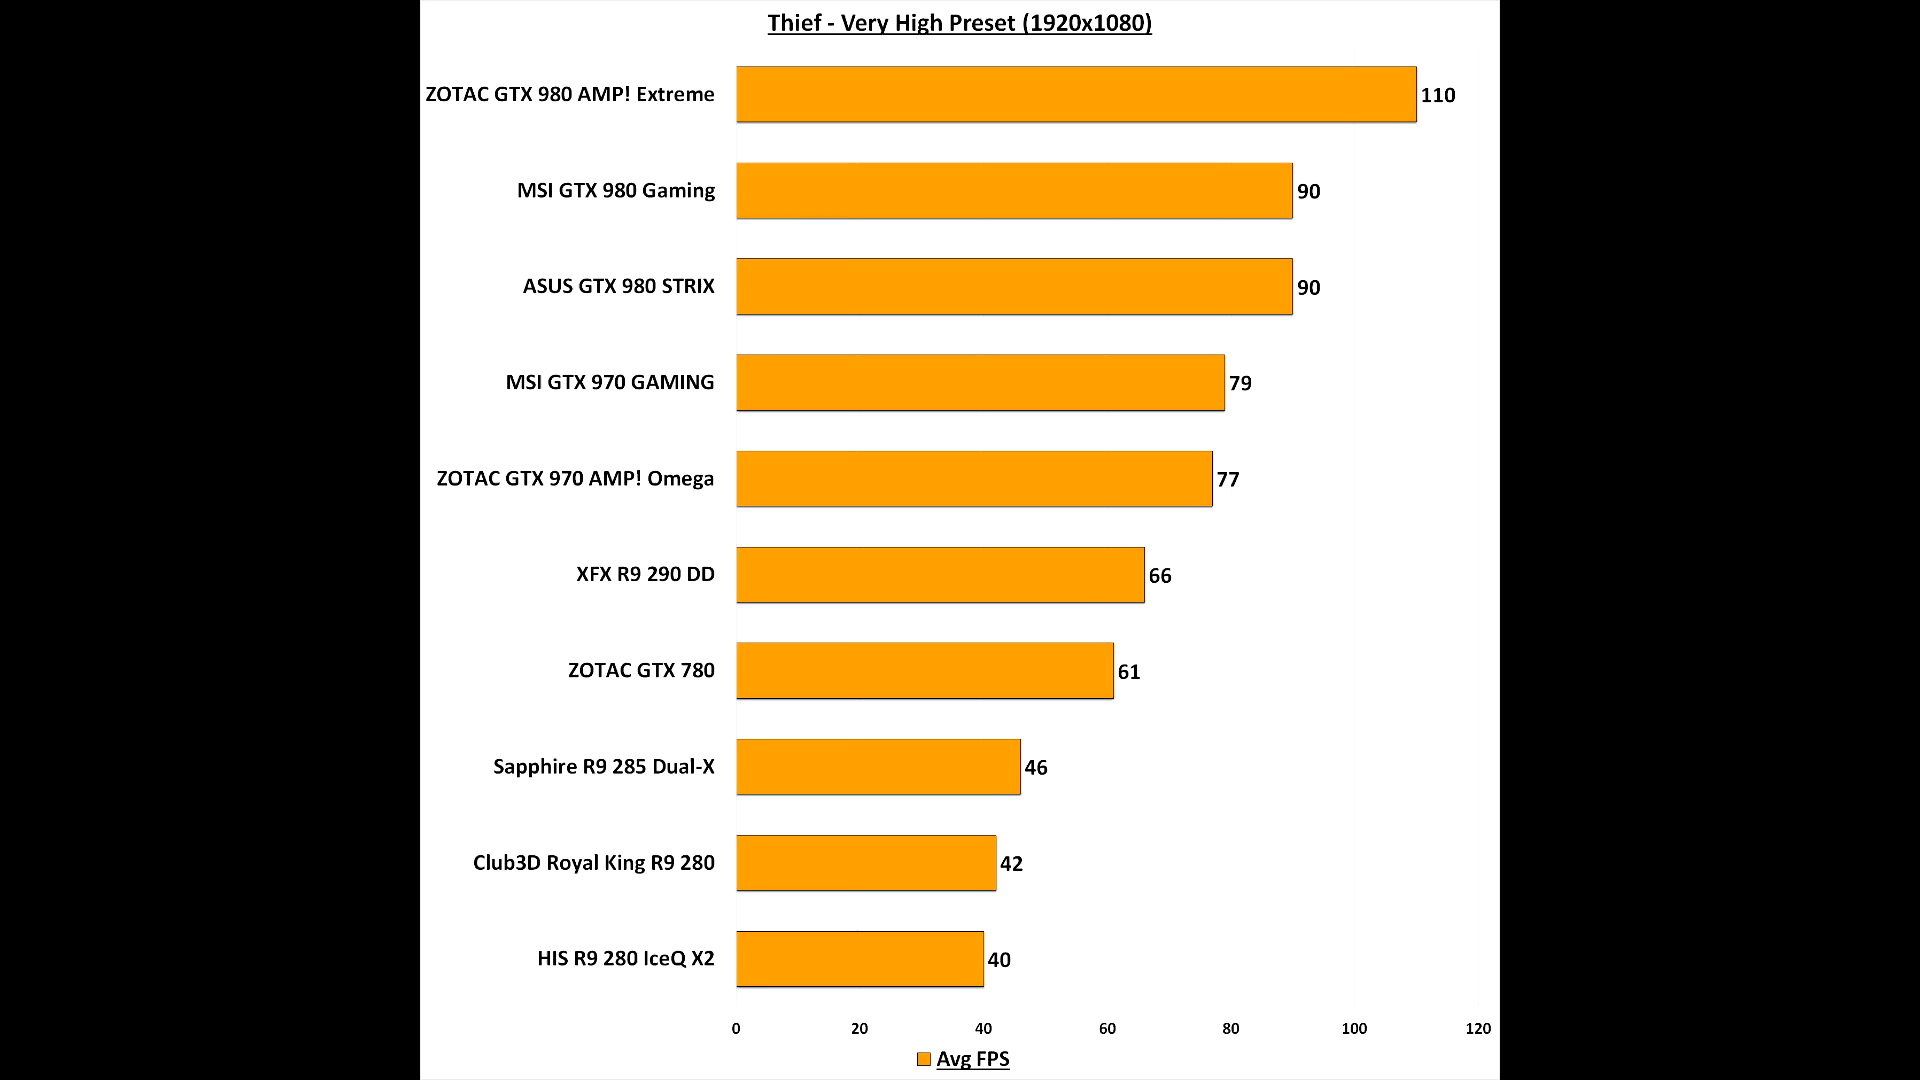 Thief - Very High Preset (1920x1080)
ZOTAC GTX 980 AMP! Extreme 110
MSI GTX 980 Gaming 90
ASUS GTX 980 STRIX 90
MSI GTX 970 GAMING 79
ZOTAC GTX 970 AMP! Omega 77
XFX R9 290 DD 66
ZOTAC GTX 780 61
Sapphire R9 285 Dual-X 46
Club3D Royal King R9 280 42
HIS R9 280 IceQ X2 40
0 20 40 60 80 100 120
Avg FPS